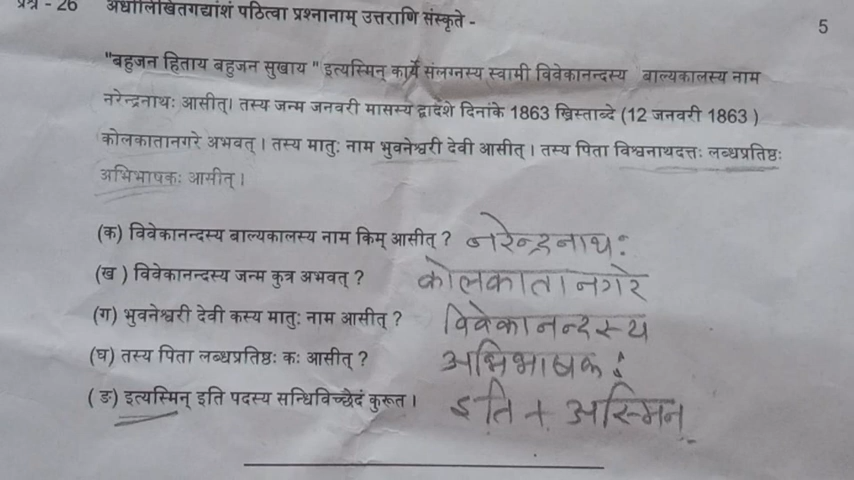 प्रश्न - 26 अधोलिखितगद्यांशं पठित्वा प्रश्नानाम् उत्तराणि संस्कृते -
5
"बहुजन हिताय बहुजन सुखाय " इत्यस्मिन् कार्ये संलग्नस्य स्वामी विवेकानन्दस्य बाल्यकालस्य नाम
नरेन्द्रनाथः आसीत्। तस्य जन्म जनवरी मासस्य द्वादशे दिनांके 1863 ख्रिस्ताब्दे (12 जनवरी 1863 )
कोलकातानगरे अभवत् । तस्य मातुः नाम भुवनेश्वरी देवी आसीत् । तस्य पिता विश्वनाथदत्तः लब्धप्रतिष्ठः
अभिभाषकः आसीत् ।
(क) विवेकानन्दस्य बाल्यकालस्य नाम किम् आसीत् ? नरेन्द्रनाथः
(ख ) विवेकानन्दस्य जन्म कुत्र अभवत् ? कोलकातानगरे
(ग) भुवनेश्वरी देवी कस्य मातुः नाम आसीत् ? विवेकानन्दस्य
(घ) तस्य पिता लब्धप्रतिष्ठः कः आसीत् ? अभिभाषकः
( ङ) इत्यस्मिन् इति पदस्य सन्धिविच्छेदं कुरूत । इति + अस्मिन्